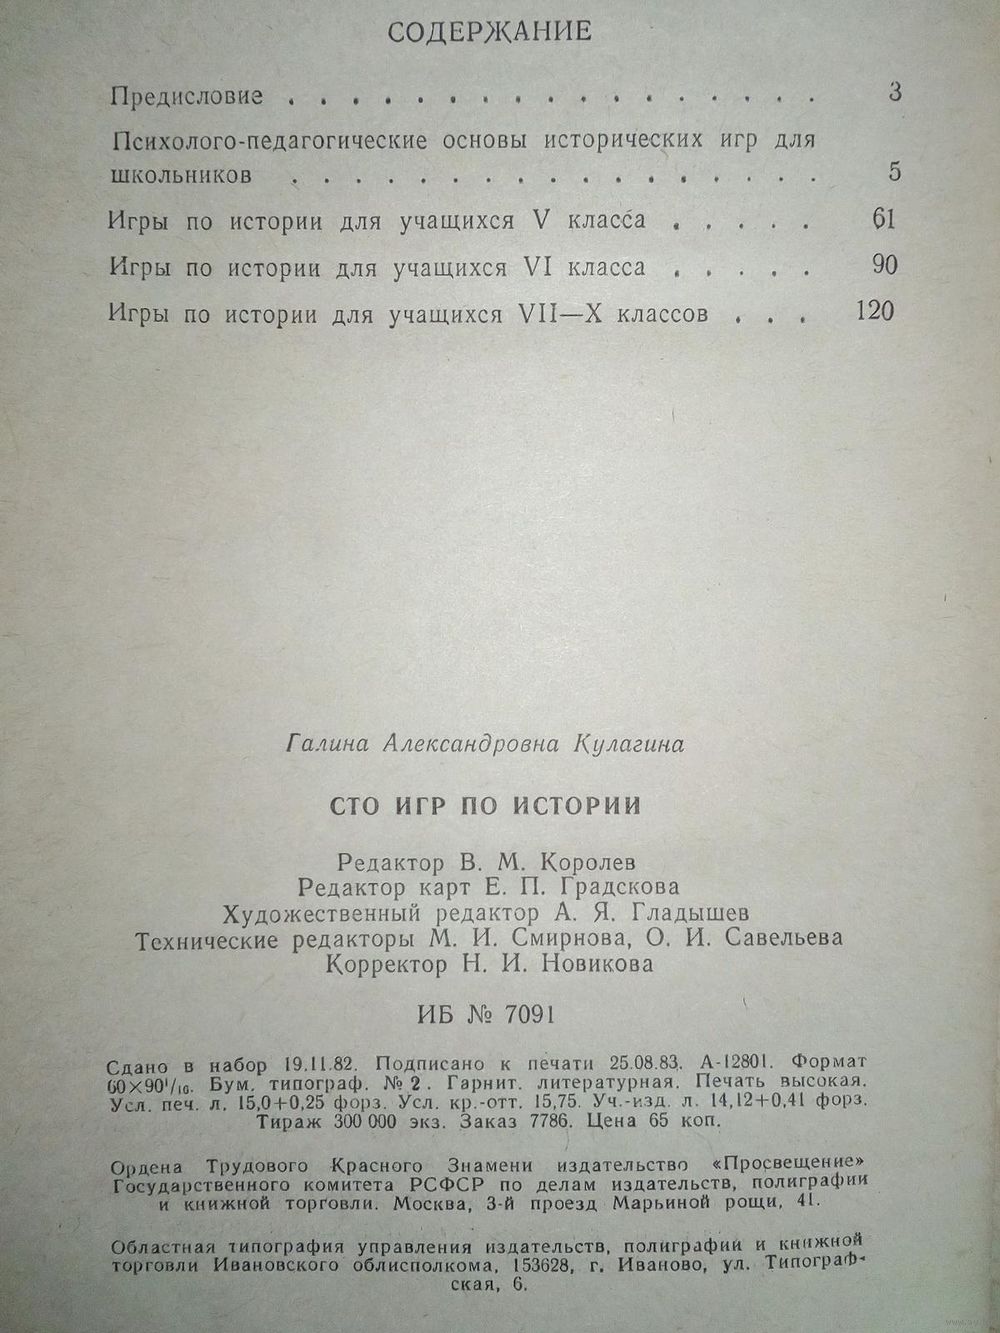 СОДЕРЖАНИЕ
Предисловие . . . . . . . . . . . . . . . . . 3
Психолого-педагогические основы исторических игр для
школьников . . . . . . . . . . . . . . . . . 5
Игры по истории для учащихся V класса . . . . . 61
Игры по истории для учащихся VI класса . . . . . 90
Игры по истории для учащихся VII—X классов . . . 120
Галина Александровна Кулагина
СТО ИГР ПО ИСТОРИИ
Редактор В. М. Королев
Редактор карт Е. П. Градскова
Художественный редактор А. Я. Гладышев
Технические редакторы М. И. Смирнова, О. И. Савельева
Корректор Н. И. Новикова
ИБ № 7091
Сдано в набор 19.11.82. Подписано к печати 25.08.83. А-12801. Формат
60×90¹/₁₆. Бум. типограф. № 2. Гарнит. литературная. Печать высокая.
Усл. печ. л. 15,0+0,25 форз. Усл. кр.-отт. 15,75. Уч.-изд. л. 14,12+0,41 форз.
Тираж 300 000 экз. Заказ 7786. Цена 65 коп.
Ордена Трудового Красного Знамени издательство «Просвещение»
Государственного комитета РСФСР по делам издательств, полиграфии
и книжной торговли. Москва, 3-й проезд Марьиной рощи, 41.
Областная типография управления издательств, полиграфии и книжной
торговли Ивановского облисполкома, 153628, г. Иваново, ул. Типограф-
ская, 6.